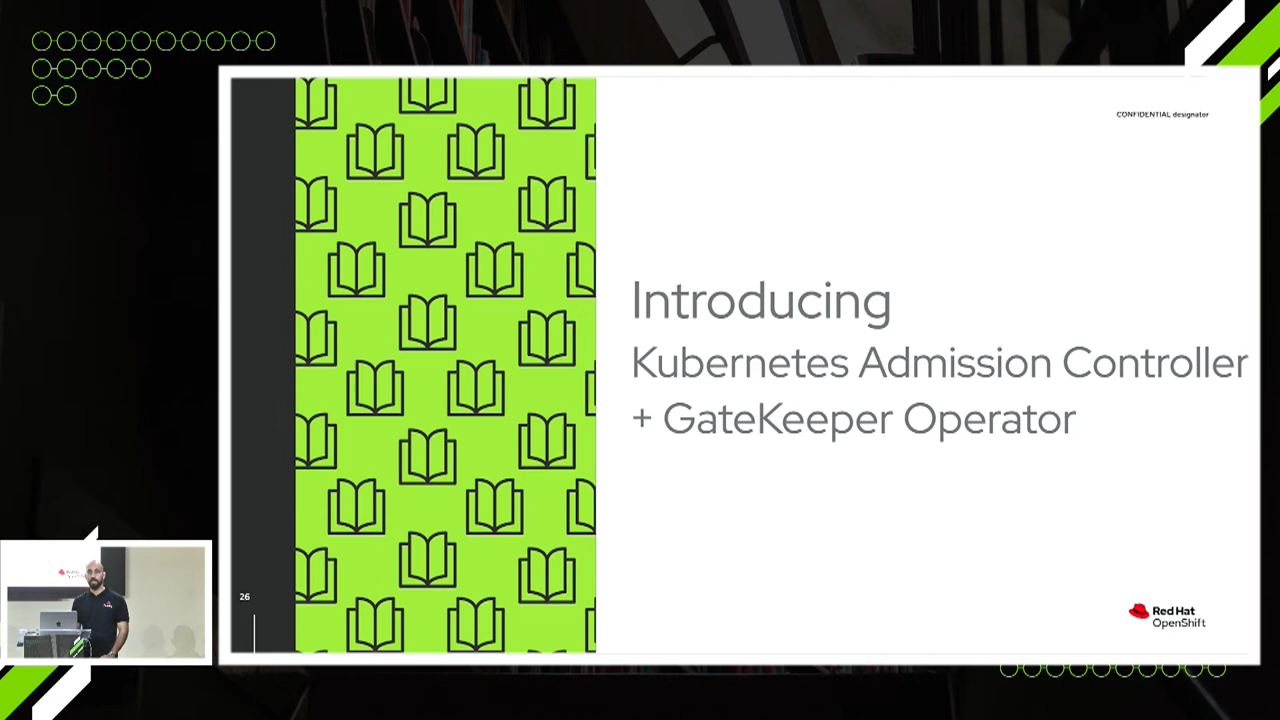 CONFIDENTIAL designator
Introducing
Kubernetes Admission Controller
+ GateKeeper Operator
26
Red Hat
OpenShift